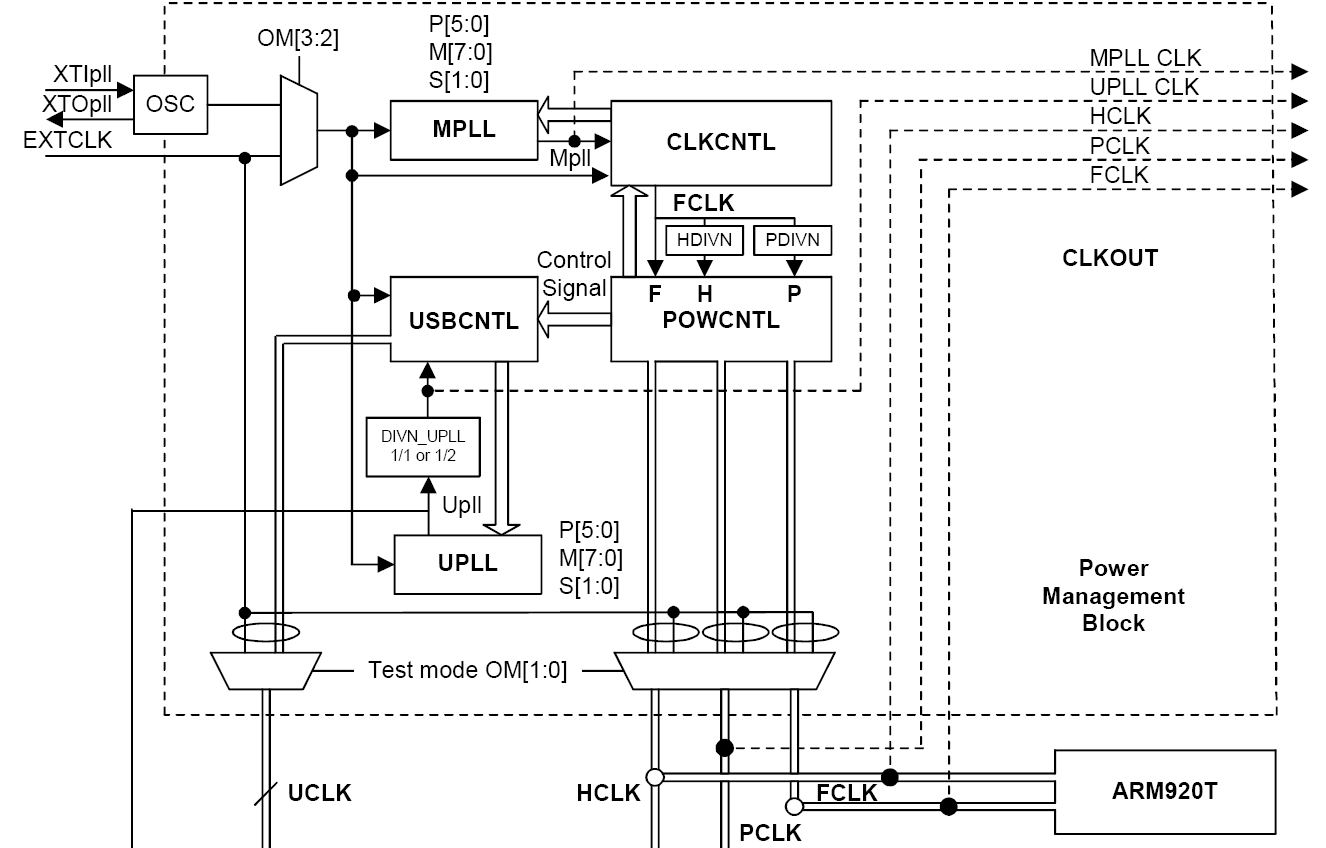 P[5:0]
OM[3:2]
M[7:0]
S[1:0]
MPLL CLK
XTIpll
UPLL CLK
OSC
XTOpll
HCLK
MPLL
CLKCNTL
EXTCLK
PCLK
Mpll
FCLK
FCLK
HDIVN
PDIVN
CLKOUT
Control
Signal
F H P
USBCNTL
POWCNTL
DIVN_UPLL
1/1 or 1/2
Upll
P[5:0]
UPLL
M[7:0]
S[1:0]
Power
Management
Block
Test mode OM[1:0]
UCLK
HCLK
FCLK
ARM920T
PCLK